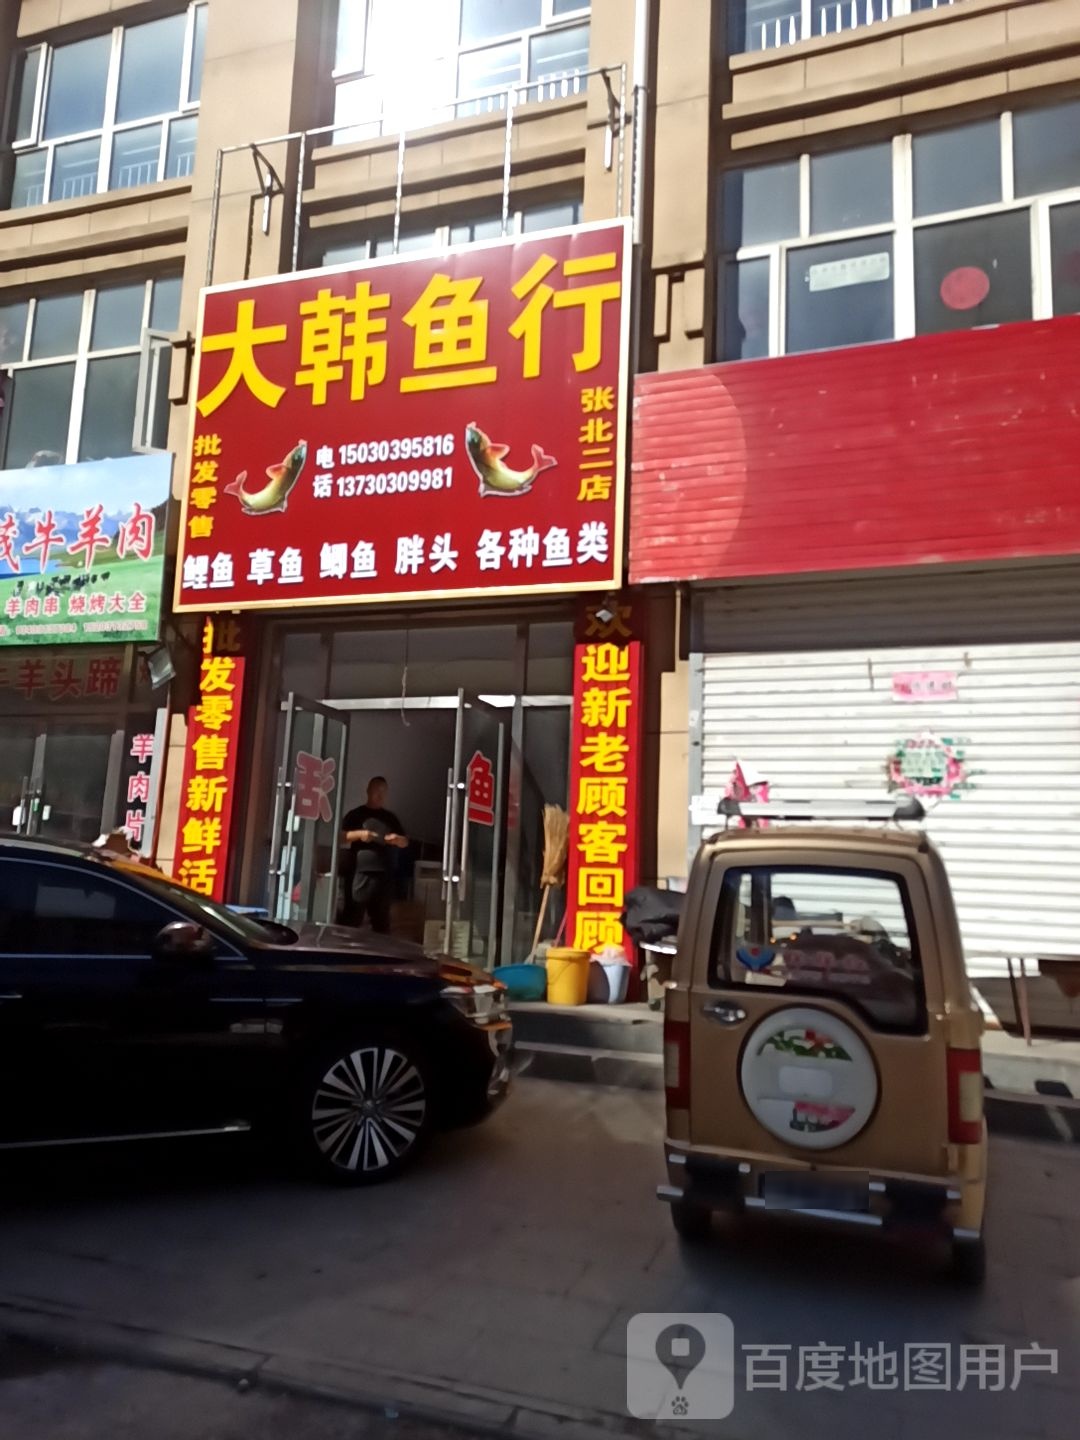 大韩鱼行
张北二店
批发零售
电 15030395816
话 13730309981
鲤鱼 草鱼 鲫鱼 胖头 各种鱼类
牛羊肉
羊肉串 烧烤大全
羊头蹄
羊肉片
批发零售新鲜活
欢迎新老顾客回顾
活
鱼
百度地图用户